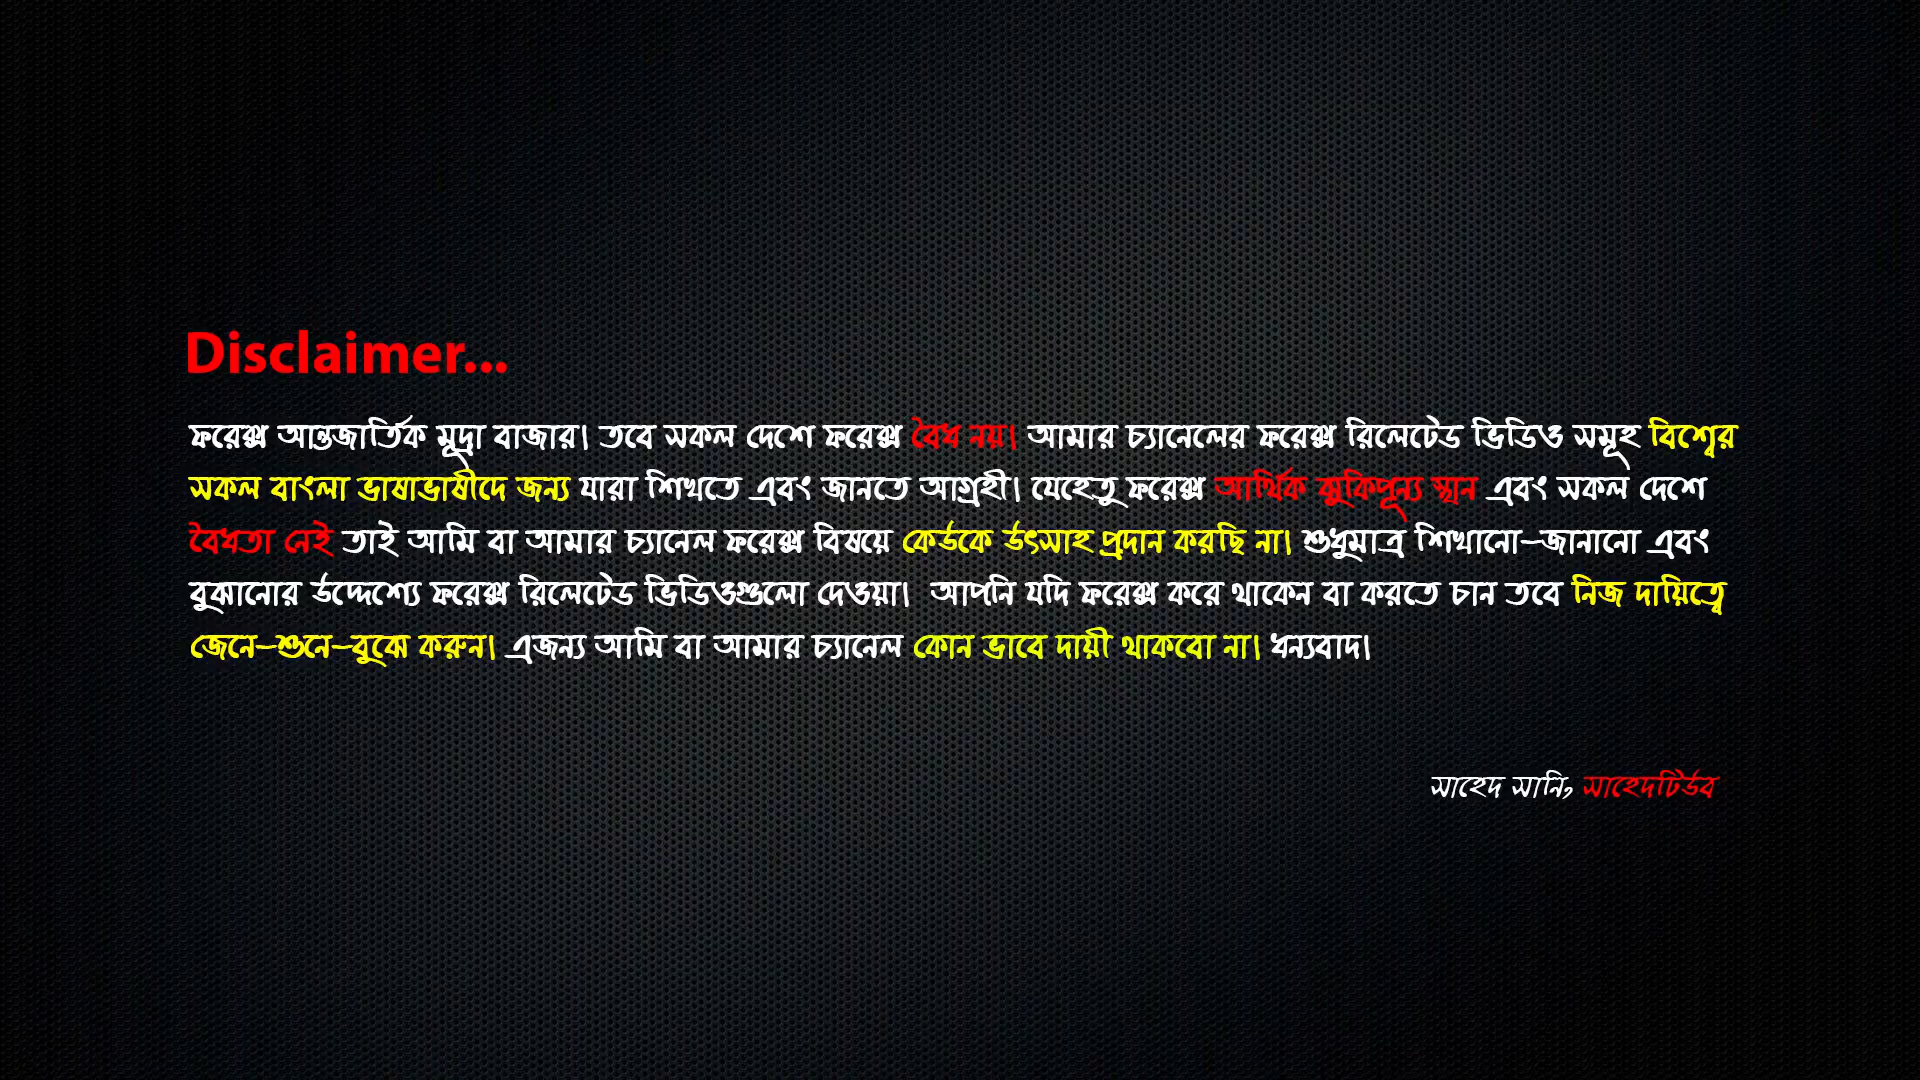 Disclaimer...
ফরেক্স আন্তজার্তিক মূদ্রা বাজার। তবে সকল দেশে ফরেক্স বৈধ নয়। আমার চ্যানেলের ফরেক্স রিলেটেড ভিডিও সমূহ বিশ্বের
সকল বাংলা ভাষাভাষীদে জন্য যারা শিখতে এবং জানতে আগ্রহী। যেহেতু ফরেক্স আর্থিক ঝুকিপূন্য স্থান এবং সকল দেশে
বৈধতা নেই তাই আমি বা আমার চ্যানেল ফরেক্স বিষয়ে কেউকে উৎসাহ প্রদান করছি না। শুধুমাত্র শিখানো-জানানো এবং
বুঝানোর উদ্দেশ্যে ফরেক্স রিলেটেড ভিডিওগুলো দেওয়া। আপনি যদি ফরেক্স করে থাকেন বা করতে চান তবে নিজ দায়িত্বে
জেনে-শুনে-বুঝে করুন। এজন্য আমি বা আমার চ্যানেল কোন ভাবে দায়ী থাকবো না। ধন্যবাদ।
সাহেদ সানি, সাহেদটিউব